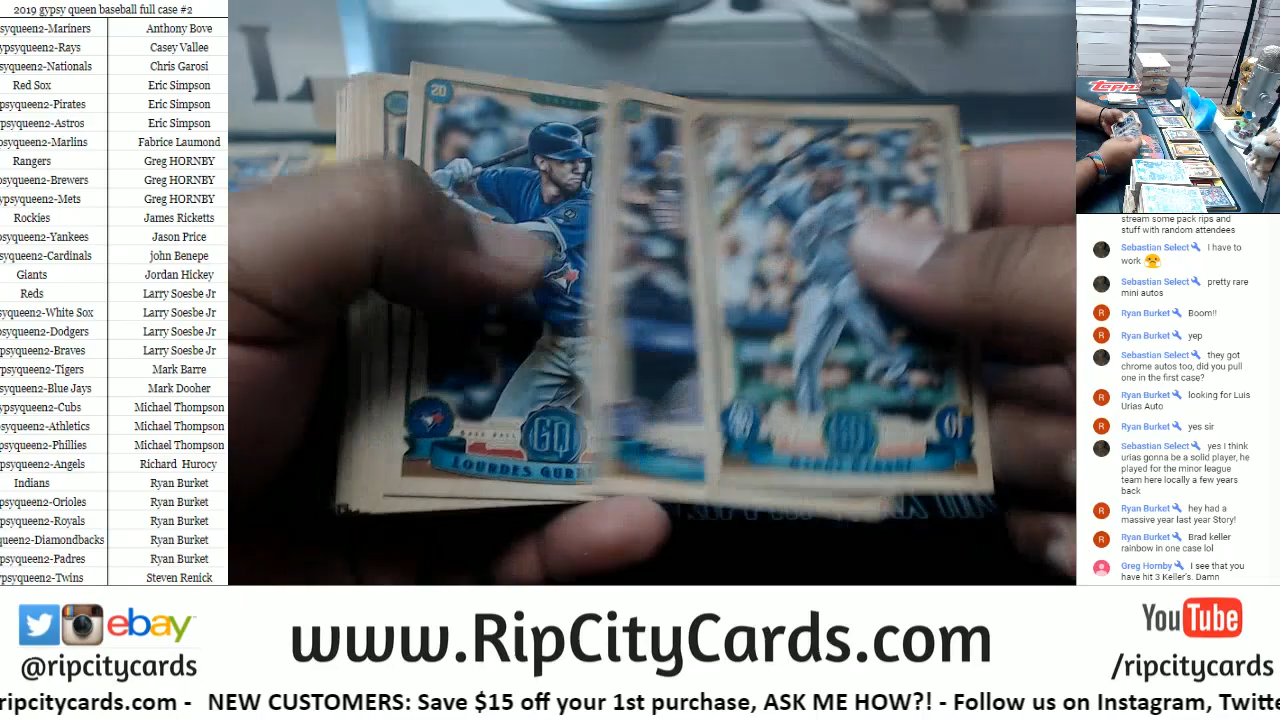 2019 gypsy queen baseball full case #2
syqueen2-Mariners Anthony Bove
ypsyqueen2-Rays Casey Vallee
syqueen2-Nationals Chris Garosi
Red Sox Eric Simpson
psyqueen2-Pirates Eric Simpson
psyqueen2-Astros Eric Simpson
psyqueen2-Marlins Fabrice Laumond
Rangers Greg HORNBY
psyqueen2-Brewers Greg HORNBY
ypsyqueen2-Mets Greg HORNBY
Rockies James Ricketts
psyqueen2-Yankees Jason Price
syqueen2-Cardinals john Benepe
Giants Jordan Hickey
Reds Larry Soesbe Jr
syqueen2-White Sox Larry Soesbe Jr
psyqueen2-Dodgers Larry Soesbe Jr
psyqueen2-Braves Larry Soesbe Jr
psyqueen2-Tigers Mark Barre
syqueen2-Blue Jays Mark Dooher
ypsyqueen2-Cubs Michael Thompson
syqueen2-Athletics Michael Thompson
syqueen2-Phillies Michael Thompson
psyqueen2-Angels Richard Hurocy
Indians Ryan Burket
psyqueen2-Orioles Ryan Burket
psyqueen2-Royals Ryan Burket
queen2-Diamondbacks Ryan Burket
psyqueen2-Padres Ryan Burket
ypsyqueen2-Twins Steven Renick
20
GQ
LOURDES GURR
Topps
stream some pack rips and
stuff with random attendees
Sebastian Select I have to
work 😤
Sebastian Select pretty rare
mini autos
Ryan Burket Boom!!
Ryan Burket yep
Sebastian Select they got
chrome autos too, did you pull
one in the first case?
Ryan Burket looking for Luis
Urias Auto
Ryan Burket yes sir
Sebastian Select yes I think
urias gonna be a solid player, he
played for the minor league
team here locally a few years
back
Ryan Burket hey had a
massive year last year Story!
Ryan Burket Brad keller
rainbow in one case lol
Greg Hornby I see that you
have hit 3 Keller's. Damn
ebay
@ripcitycards
www.RipCityCards.com
YouTube
/ripcitycards
ripcitycards.com - NEW CUSTOMERS: Save $15 off your 1st purchase, ASK ME HOW?! - Follow us on Instagram, Twitte